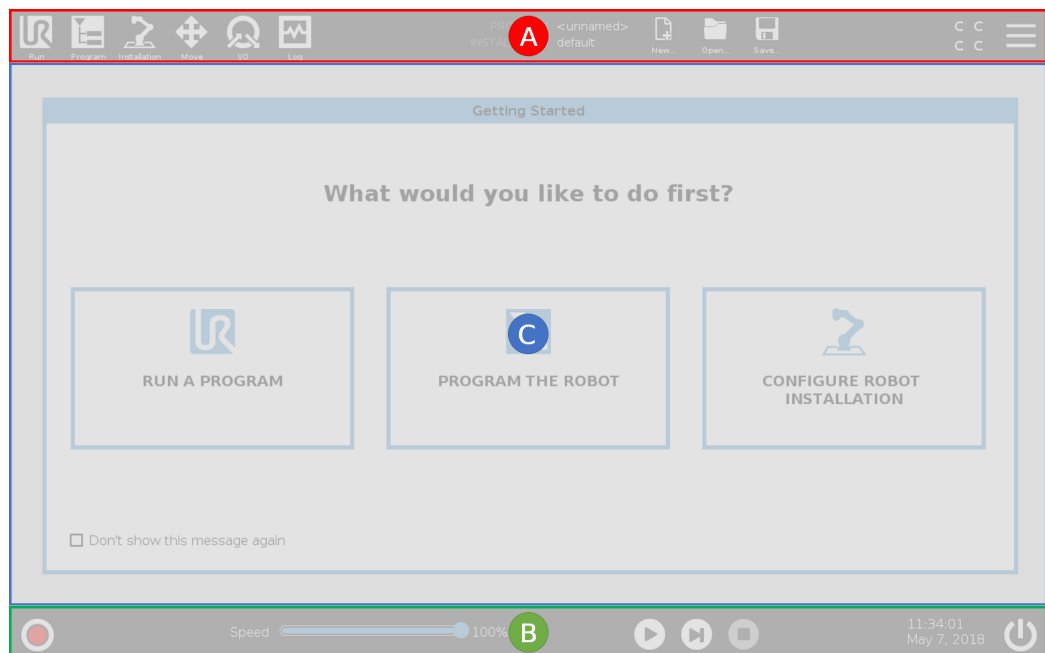 PR <unnamed>
INSTAL default
A
C C
C C
Run Program Installation Move I/O Log New... Open... Save...
Getting Started
What would you like to do first?
C
RUN A PROGRAM
PROGRAM THE ROBOT
CONFIGURE ROBOT
INSTALLATION
Don't show this message again
Speed 100% B
11:34:01
May 7, 2018